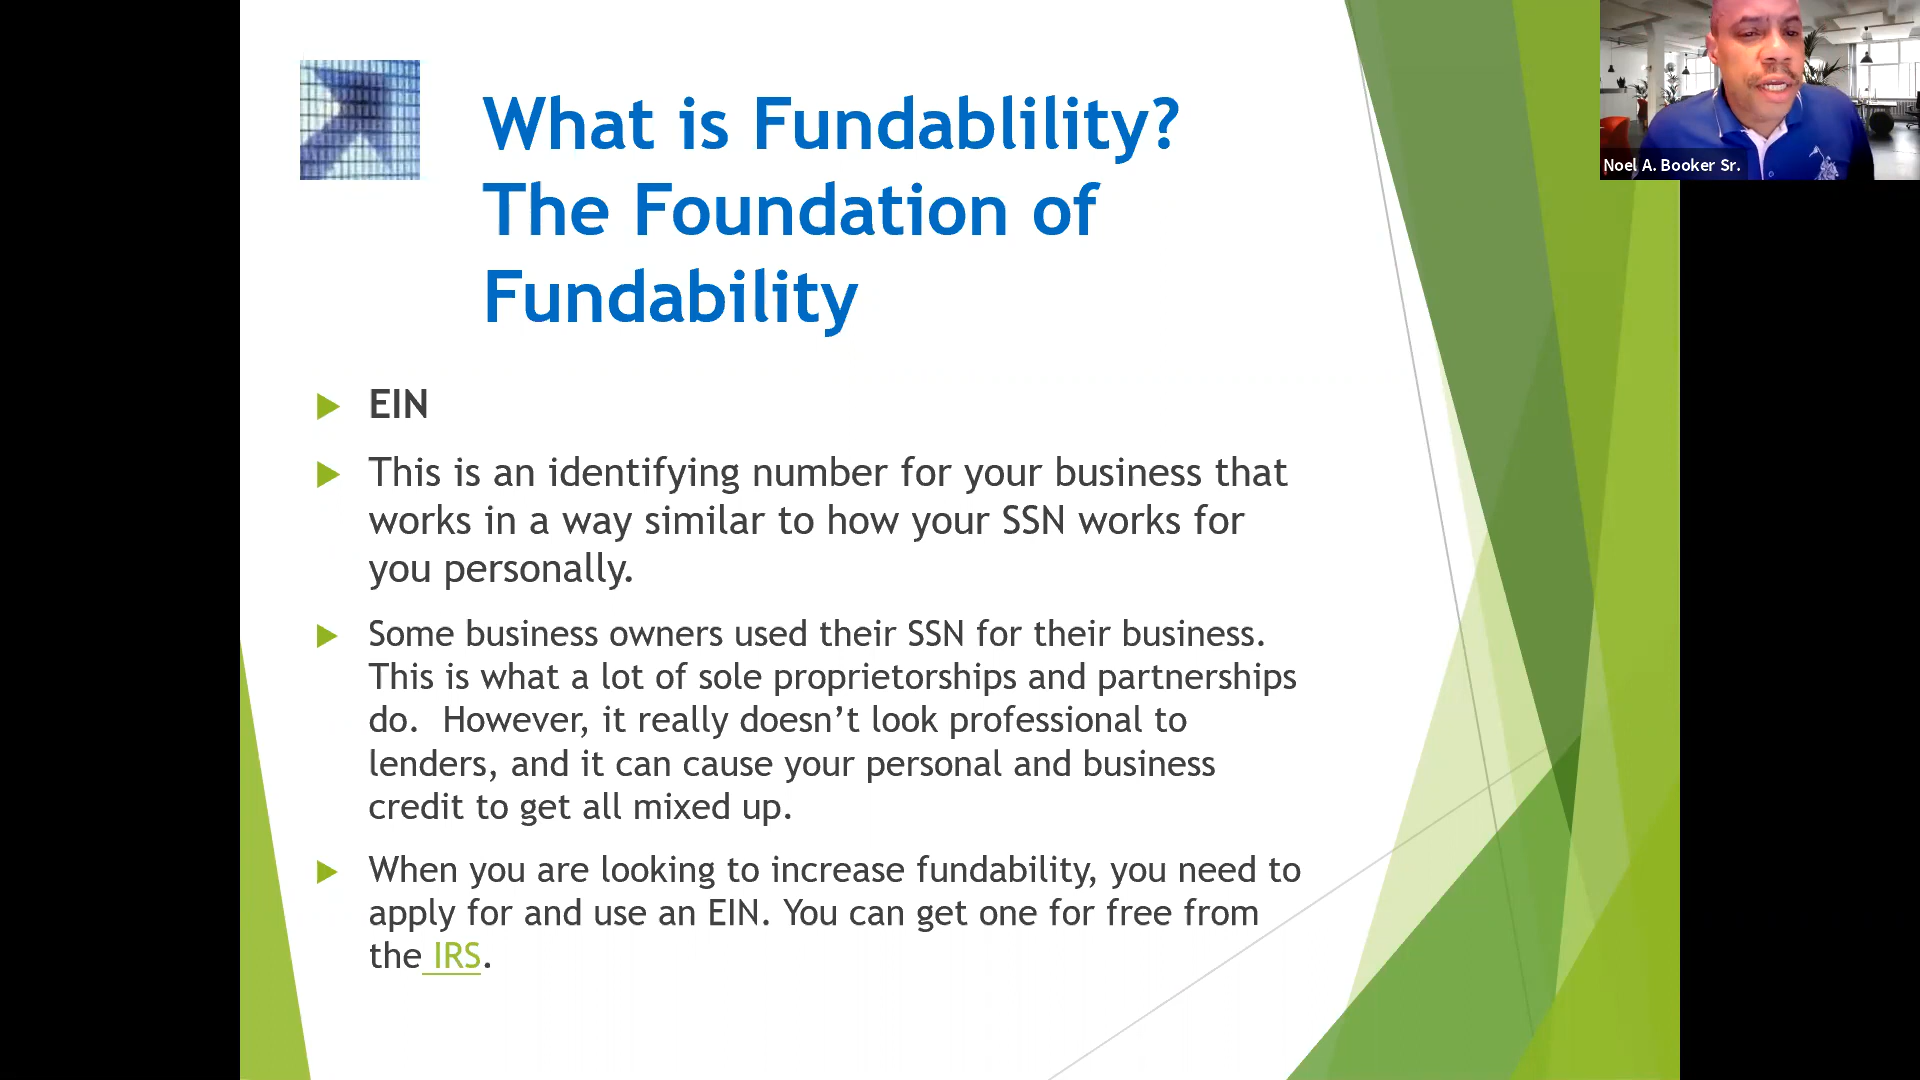 What is Fundablility?
The Foundation of
Fundability
EIN
This is an identifying number for your business that
works in a way similar to how your SSN works for
you personally.
Some business owners used their SSN for their business.
This is what a lot of sole proprietorships and partnerships
do.  However, it really doesn’t look professional to
lenders, and it can cause your personal and business
credit to get all mixed up.
When you are looking to increase fundability, you need to
apply for and use an EIN. You can get one for free from
the IRS.
Noel A. Booker Sr.